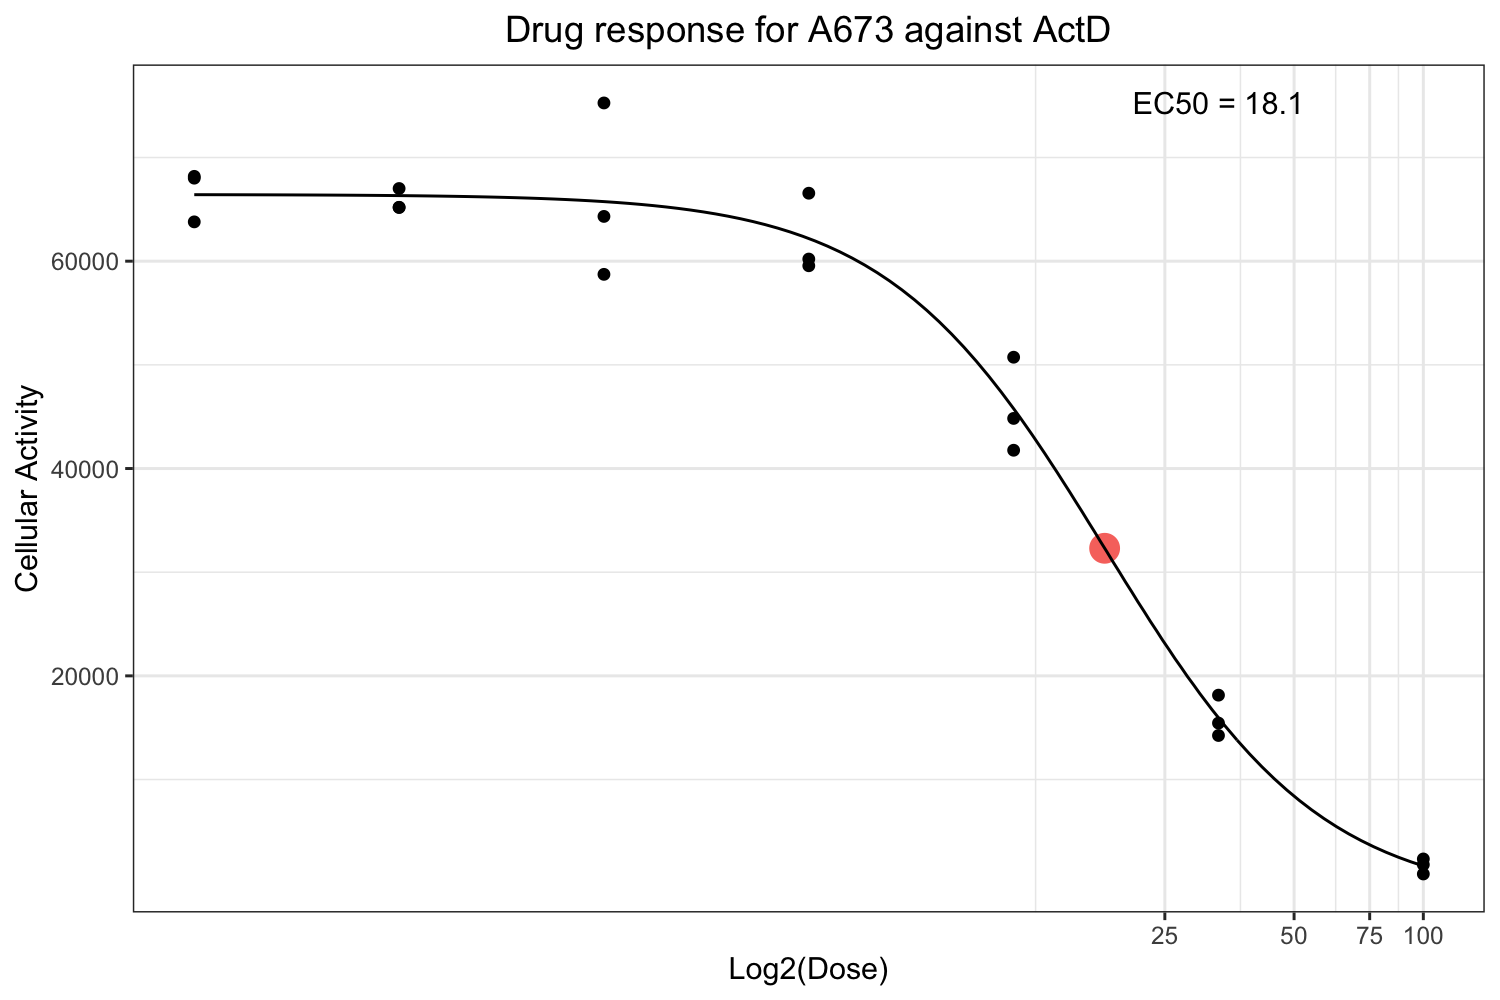 Drug response for A673 against ActD
EC50 = 18.1
60000
40000
20000
Cellular Activity
25 50 75 100
Log2(Dose)